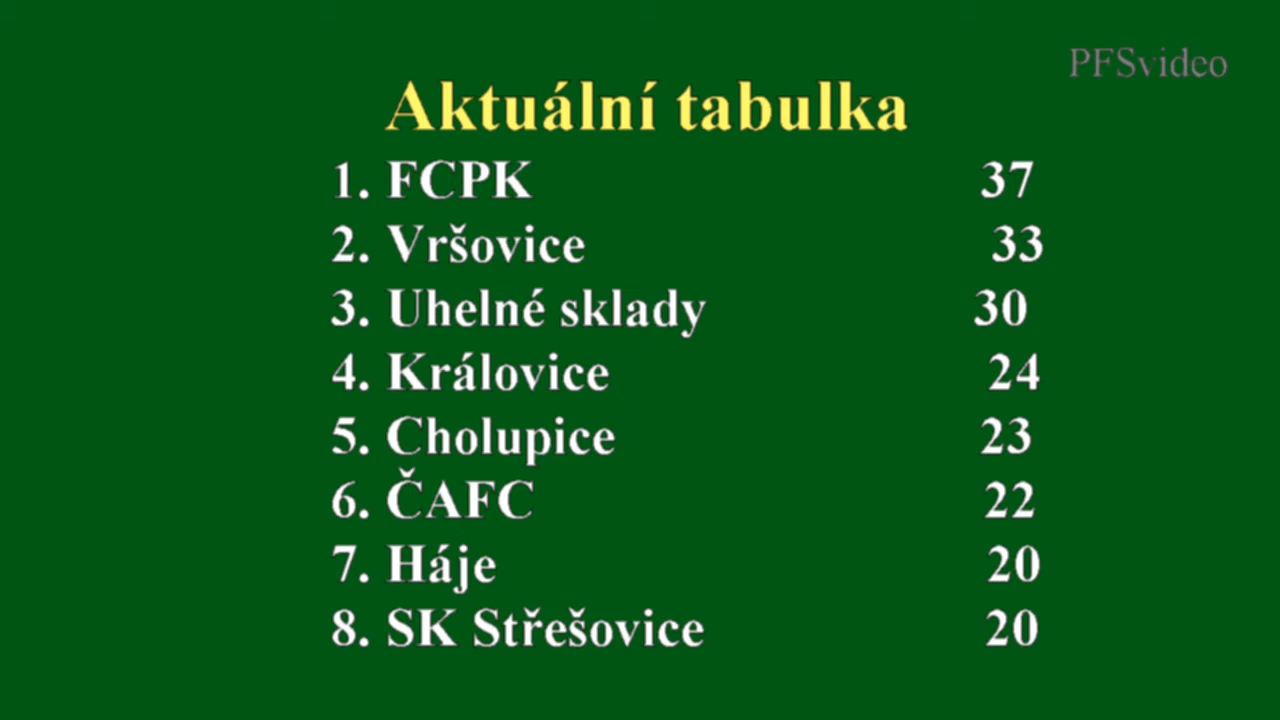 PFSvideo
Aktuální tabulka
1. FCPK 37
2. Vršovice 33
3. Uhelné sklady 30
4. Královice 24
5. Cholupice 23
6. ČAFC 22
7. Háje 20
8. SK Střešovice 20